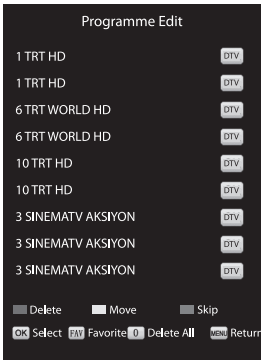 Programme Edit
1 TRT HD DTV
1 TRT HD DTV
6 TRT WORLD HD DTV
6 TRT WORLD HD DTV
10 TRT HD DTV
10 TRT HD DTV
3 SINEMATV AKSIYON DTV
3 SINEMATV AKSIYON DTV
3 SINEMATV AKSIYON DTV
Delete Move Skip
OK Select FAV Favorite 0 Delete All MENU Return